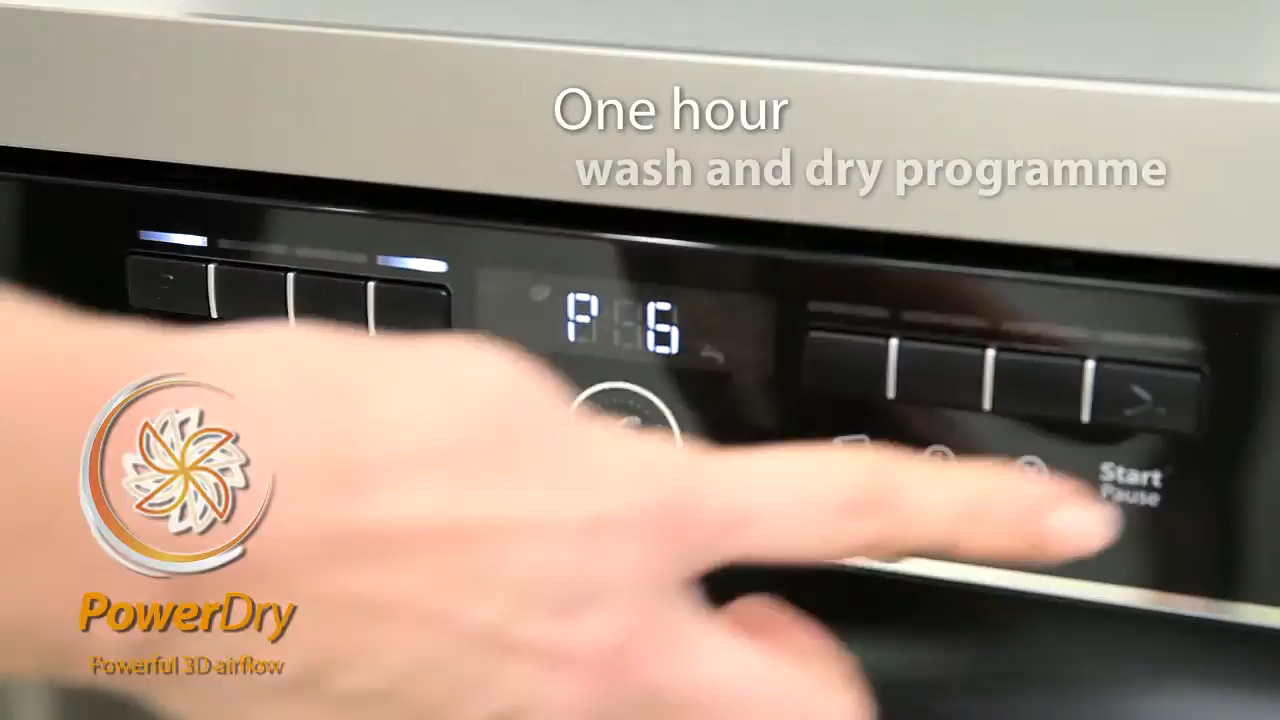 One hour
wash and dry programme
P 6
Start
Pause
PowerDry
Powerful 3D airflow